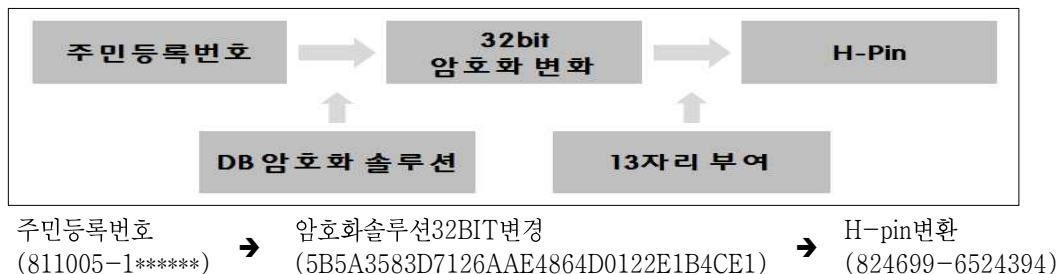 주민등록번호
32bit
암호화 변화
H-Pin
DB 암호화 솔루션
13자리 부여
주민등록번호 ➔ 암호화솔루션32BIT변경 ➔ H-pin변환
(811005-1******) (5B5A3583D7126AAE4864D0122E1B4CE1) (824699-6524394)